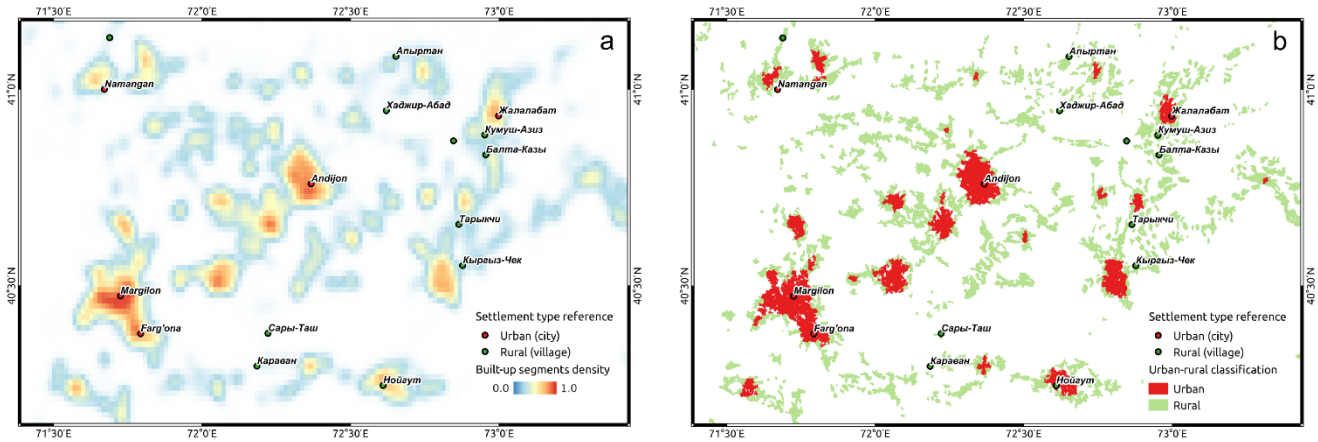 71°30'E 72°0'E 72°30'E 73°0'E
a
41°0'N
40°30'N
Апыртан
Namangan
Хаджир-Абад
Жалалабат
Кумуш-Азиз
Балта-Казы
Andijon
Тарыкчи
Кыргыз-Чек
Margilon
Farg'ona
Сары-Таш
Караван
Нойгут
Settlement type reference
Urban (city)
Rural (village)
Built-up segments density
0.0 1.0
71°30'E 72°0'E 72°30'E 73°0'E
71°30'E 72°0'E 72°30'E 73°0'E
b
41°0'N
40°30'N
Апыртан
Namangan
Хаджир-Абад
Жалалабат
Кумуш-Азиз
Балта-Казы
Andijon
Тарыкчи
Кыргыз-Чек
Margilon
Farg'ona
Сары-Таш
Караван
Нойгут
Settlement type reference
Urban (city)
Rural (village)
Urban-rural classification
Urban
Rural
71°30'E 72°0'E 72°30'E 73°0'E
41°0'N
40°30'N